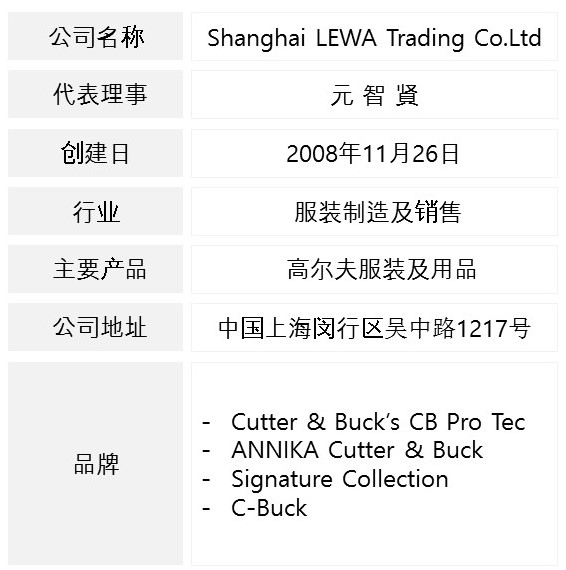 公司名称 Shanghai LEWA Trading Co.Ltd
代表理事 元 智 賢
创建日 2008年11月26日
行业 服装制造及销售
主要产品 高尔夫服装及用品
公司地址 中国上海闵行区吴中路1217号
品牌
- Cutter & Buck’s CB Pro Tec
- ANNIKA Cutter & Buck
- Signature Collection
- C-Buck